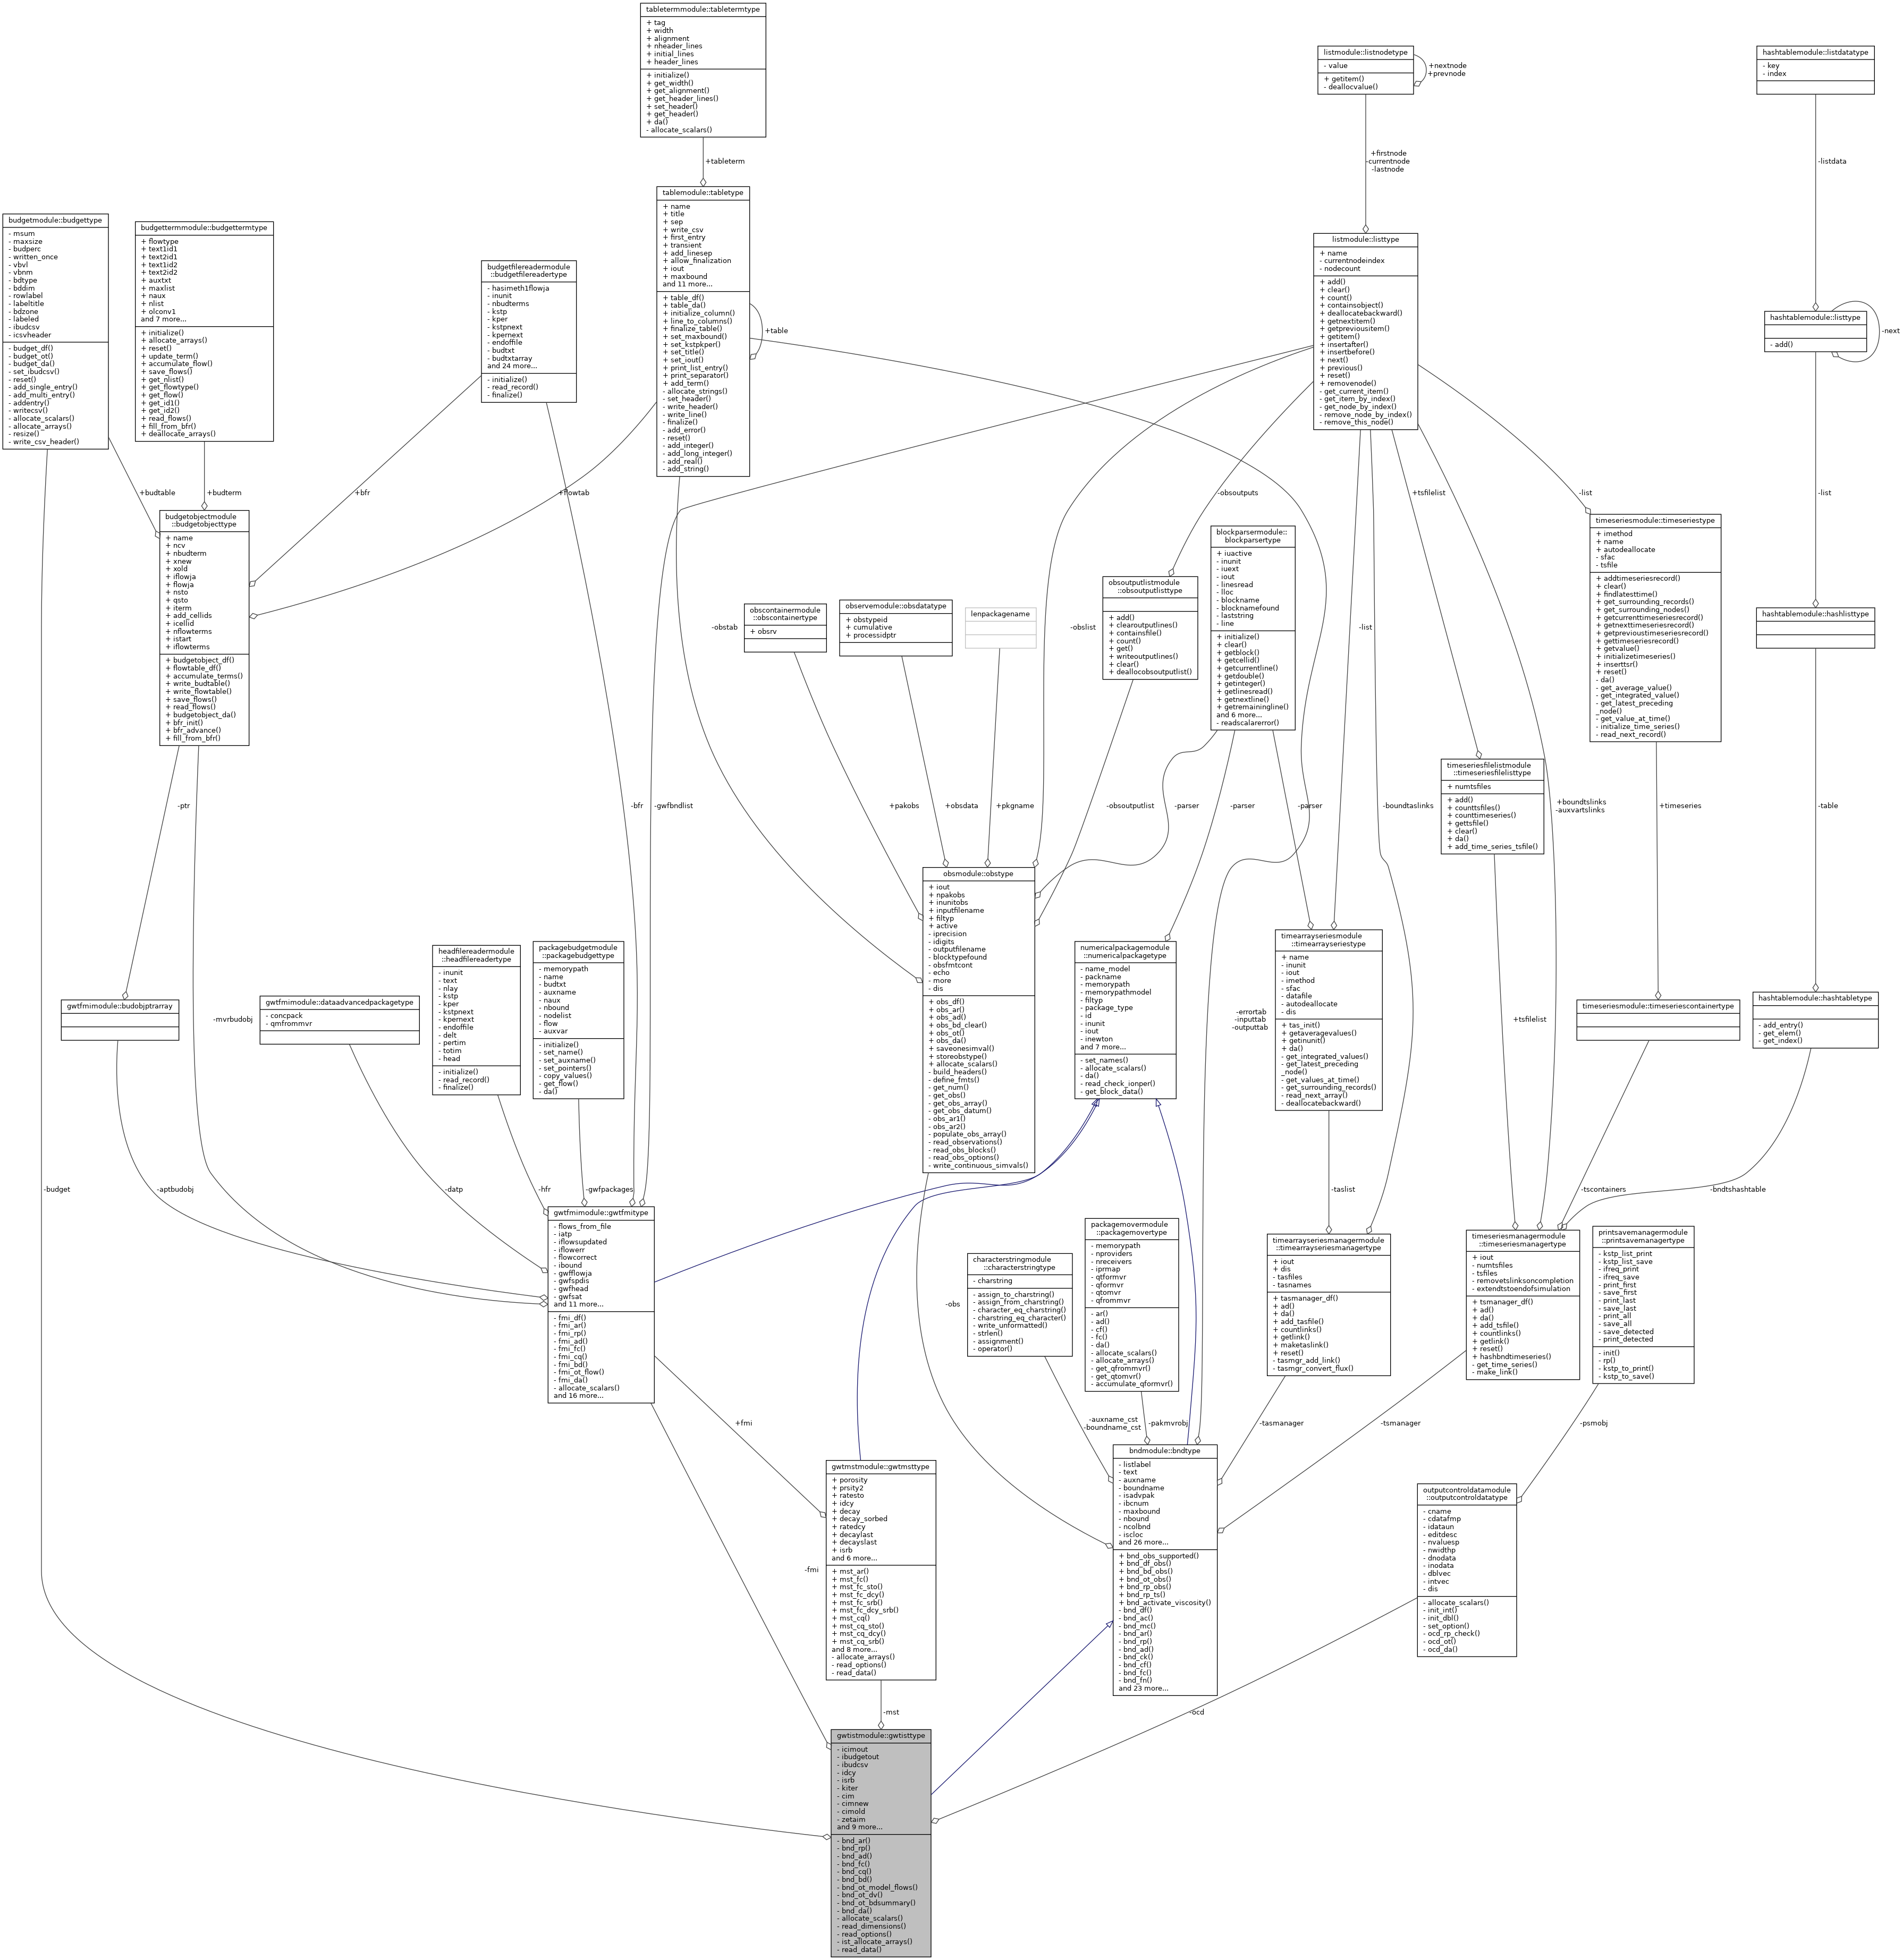 tabletermmodule::tabletermtype
+ tag
+ width
+ alignment
+ nheader_lines
+ initial_lines
+ header_lines
+ initialize()
+ get_width()
+ get_alignment()
+ get_header_lines()
+ set_header()
+ get_header()
+ da()
- allocate_scalars()
listmodule::listnodetype
- value
+ getitem()
- deallocvalue()
+nextnode
+prevnode
hashtablemodule::listdatatype
- key
- index
+tableterm
+firstnode
-currentnode
-lastnode
-listdata
tablemodule::tabletype
+ name
+ title
+ sep
+ write_csv
+ first_entry
+ transient
+ add_linesep
+ allow_finalization
+ iout
+ maxbound
and 11 more...
+ table_df()
+ table_da()
+ initialize_column()
+ line_to_columns()
+ finalize_table()
+ set_maxbound()
+ set_kstpkper()
+ set_title()
+ set_iout()
+ print_list_entry()
+ print_separator()
+ add_term()
- allocate_strings()
- set_header()
- write_header()
- write_line()
- finalize()
- add_error()
- reset()
- add_integer()
- add_long_integer()
- add_real()
- add_string()
+table
budgetmodule::budgettype
- msum
- maxsize
- budperc
- written_once
- vbvl
- vbnm
- bdtype
- bddim
- rowlabel
- labeltitle
- bdzone
- labeled
- ibudcsv
- icsvheader
- budget_df()
- budget_ot()
- budget_da()
- set_ibudcsv()
- reset()
- add_single_entry()
- add_multi_entry()
- addentry()
- writecsv()
- allocate_scalars()
- allocate_arrays()
- resize()
- write_csv_header()
budgettermmodule::budgettermtype
+ flowtype
+ text1id1
+ text2id1
+ text1id2
+ text2id2
+ auxtxt
+ maxlist
+ naux
+ nlist
+ olconv1
and 7 more...
+ initialize()
+ allocate_arrays()
+ reset()
+ update_term()
+ accumulate_flow()
+ save_flows()
+ get_nlist()
+ get_flowtype()
+ get_flow()
+ get_id1()
+ get_id2()
+ read_flows()
+ fill_from_bfr()
+ deallocate_arrays()
budgetfilereadermodule
::budgetfilereadertype
- hasimeth1flowja
- inunit
- nbudterms
- kstp
- kper
- kstpnext
- kpernext
- endoffile
- budtxt
- budtxtarray
and 24 more...
- initialize()
- read_record()
- finalize()
listmodule::listtype
+ name
- currentnodeindex
- nodecount
+ add()
+ clear()
+ count()
+ containsobject()
+ deallocatebackward()
+ getnextitem()
+ getpreviousitem()
+ getitem()
+ insertafter()
+ insertbefore()
+ next()
+ previous()
+ reset()
+ removenode()
- get_current_item()
- get_item_by_index()
- get_node_by_index()
- remove_node_by_index()
- remove_this_node()
hashtablemodule::listtype
- add()
-next
+budtable
+budterm
+bfr
+flowtab
-obsoutputs
+tsfilelist
-list
-list
budgetobjectmodule
::budgetobjecttype
+ name
+ ncv
+ nbudterm
+ xnew
+ xold
+ iflowja
+ flowja
+ nsto
+ qsto
+ iterm
+ add_cellids
+ icellid
+ nflowterms
+ istart
+ iflowterms
+ budgetobject_df()
+ flowtable_df()
+ accumulate_terms()
+ write_budtable()
+ write_flowtable()
+ save_flows()
+ read_flows()
+ budgetobject_da()
+ bfr_init()
+ bfr_advance()
+ fill_from_bfr()
-obstab
obscontainermodule
::obscontainertype
+ obsrv
observemodule::obsdatatype
+ obstypeid
+ cumulative
+ processidptr
lenpackagename
-obslist
obsoutputlistmodule
::obsoutputlisttype
+ add()
+ clearoutputlines()
+ containsfile()
+ count()
+ get()
+ writeoutputlines()
+ clear()
+ deallocobsoutputlist()
blockparsermodule::
blockparsertype
+ iuactive
- inunit
- iuext
- iout
- linesread
- lloc
- blockname
- blocknamefound
- laststring
- line
+ initialize()
+ clear()
+ getblock()
+ getcellid()
+ getcurrentline()
+ getdouble()
+ getinteger()
+ getlinesread()
+ getnextline()
+ getremainingline()
and 6 more...
- readscalarerror()
-list
timeseriesmodule::timeseriestype
+ imethod
+ name
+ autodeallocate
- sfac
- tsfile
+ addtimeseriesrecord()
+ clear()
+ findlatesttime()
+ get_surrounding_records()
+ get_surrounding_nodes()
+ getcurrenttimeseriesrecord()
+ getnexttimeseriesrecord()
+ getprevioustimeseriesrecord()
+ gettimeseriesrecord()
+ getvalue()
+ initializetimeseries()
+ inserttsr()
+ reset()
- da()
- get_average_value()
- get_integrated_value()
- get_latest_preceding
_node()
- get_value_at_time()
- initialize_time_series()
- read_next_record()
hashtablemodule::hashlisttype
timeseriesfilelistmodule
::timeseriesfilelisttype
+ numtsfiles
+ add()
+ counttsfiles()
+ counttimeseries()
+ gettsfile()
+ clear()
+ da()
+ add_time_series_tsfile()
-ptr
-bfr
-gwfbndlist
+pakobs
+obsdata
+pkgname
-obsoutputlist
-parser
-parser
-parser
-boundtaslinks
+boundtslinks
-auxvartslinks
+timeseries
-table
obsmodule::obstype
+ iout
+ npakobs
+ inunitobs
+ inputfilename
+ filtyp
+ active
- iprecision
- idigits
- outputfilename
- blocktypefound
- obsfmtcont
- echo
- more
- dis
+ obs_df()
+ obs_ar()
+ obs_ad()
+ obs_bd_clear()
+ obs_ot()
+ obs_da()
+ saveonesimval()
+ storeobstype()
+ allocate_scalars()
- build_headers()
- define_fmts()
- get_num()
- get_obs()
- get_obs_array()
- get_obs_datum()
- obs_ar1()
- obs_ar2()
- populate_obs_array()
- read_observations()
- read_obs_blocks()
- read_obs_options()
- write_continuous_simvals()
gwtfmimodule::budobjptrarray
-mvrbudobj
gwtfmimodule::dataadvancedpackagetype
- concpack
- qmfrommvr
headfilereadermodule
::headfilereadertype
- inunit
- text
- nlay
- kstp
- kper
- kstpnext
- kpernext
- endoffile
- delt
- pertim
- totim
- head
- initialize()
- read_record()
- finalize()
packagebudgetmodule
::packagebudgettype
- memorypath
- name
- budtxt
- auxname
- naux
- nbound
- nodelist
- flow
- auxvar
- initialize()
- set_name()
- set_auxname()
- set_pointers()
- copy_values()
- get_flow()
- da()
numericalpackagemodule
::numericalpackagetype
- name_model
- packname
- memorypath
- memorypathmodel
- filtyp
- package_type
- id
- inunit
- iout
- inewton
and 7 more...
- set_names()
- allocate_scalars()
- da()
- read_check_ionper()
- get_block_data()
-errortab
-inputtab
-outputtab
timearrayseriesmodule
::timearrayseriestype
+ name
- inunit
- iout
- imethod
- sfac
- datafile
- autodeallocate
- dis
+ tas_init()
+ getaveragevalues()
+ getinunit()
+ da()
- get_integrated_values()
- get_latest_preceding
_node()
- get_values_at_time()
- get_surrounding_records()
- read_next_array()
- deallocatebackward()
+tsfilelist
timeseriesmodule::timeseriescontainertype
hashtablemodule::hashtabletype
- add_entry()
- get_elem()
- get_index()
-budget
-aptbudobj
-datp
-hfr
-gwfpackages
-taslist
-tscontainers
-bndtshashtable
gwtfmimodule::gwtfmitype
- flows_from_file
- iatp
- iflowsupdated
- iflowerr
- flowcorrect
- ibound
- gwfflowja
- gwfspdis
- gwfhead
- gwfsat
and 11 more...
- fmi_df()
- fmi_ar()
- fmi_rp()
- fmi_ad()
- fmi_fc()
- fmi_cq()
- fmi_bd()
- fmi_ot_flow()
- fmi_da()
- allocate_scalars()
and 16 more...
-obs
characterstringmodule
::characterstringtype
- charstring
- assign_to_charstring()
- assign_from_charstring()
- character_eq_charstring()
- charstring_eq_character()
- write_unformatted()
- strlen()
- assignment()
- operator()
packagemovermodule
::packagemovertype
- memorypath
- nproviders
- nreceivers
- iprmap
- qtformvr
- qformvr
- qtomvr
- qfrommvr
- ar()
- ad()
- cf()
- fc()
- da()
- allocate_scalars()
- allocate_arrays()
- get_qfrommvr()
- get_qtomvr()
- accumulate_qformvr()
timearrayseriesmanagermodule
::timearrayseriesmanagertype
+ iout
+ dis
- tasfiles
- tasnames
+ tasmanager_df()
+ ad()
+ da()
+ add_tasfile()
+ countlinks()
+ getlink()
+ maketaslink()
+ reset()
- tasmgr_add_link()
- tasmgr_convert_flux()
timeseriesmanagermodule
::timeseriesmanagertype
+ iout
- numtsfiles
- tsfiles
- removetslinksoncompletion
- extendtstoendofsimulation
+ tsmanager_df()
+ ad()
+ da()
+ add_tsfile()
+ countlinks()
+ getlink()
+ reset()
+ hashbndtimeseries()
- get_time_series()
- make_link()
printsavemanagermodule
::printsavemanagertype
- kstp_list_print
- kstp_list_save
- ifreq_print
- ifreq_save
- print_first
- save_first
- print_last
- save_last
- print_all
- save_all
- save_detected
- print_detected
- init()
- rp()
- kstp_to_print()
- kstp_to_save()
+fmi
-auxname_cst
-boundname_cst
-pakmvrobj
-tasmanager
-tsmanager
-psmobj
-fmi
gwtmstmodule::gwtmsttype
+ porosity
+ prsity2
+ ratesto
+ idcy
+ decay
+ decay_sorbed
+ ratedcy
+ decaylast
+ decayslast
+ isrb
and 6 more...
+ mst_ar()
+ mst_fc()
+ mst_fc_sto()
+ mst_fc_dcy()
+ mst_fc_srb()
+ mst_fc_dcy_srb()
+ mst_cq()
+ mst_cq_sto()
+ mst_cq_dcy()
+ mst_cq_srb()
and 8 more...
- allocate_arrays()
- read_options()
- read_data()
bndmodule::bndtype
- listlabel
- text
- auxname
- boundname
- isadvpak
- ibcnum
- maxbound
- nbound
- ncolbnd
- iscloc
and 26 more...
+ bnd_obs_supported()
+ bnd_df_obs()
+ bnd_bd_obs()
+ bnd_ot_obs()
+ bnd_rp_obs()
+ bnd_rp_ts()
+ bnd_activate_viscosity()
- bnd_df()
- bnd_ac()
- bnd_mc()
- bnd_ar()
- bnd_rp()
- bnd_ad()
- bnd_ck()
- bnd_cf()
- bnd_fc()
- bnd_fn()
and 23 more...
outputcontroldatamodule
::outputcontroldatatype
- cname
- cdatafmp
- idataun
- editdesc
- nvaluesp
- nwidthp
- dnodata
- inodata
- dblvec
- intvec
- dis
- allocate_scalars()
- init_int()
- init_dbl()
- set_option()
- ocd_rp_check()
- ocd_ot()
- ocd_da()
-mst
-ocd
gwtistmodule::gwtisttype
- icimout
- ibudgetout
- ibudcsv
- idcy
- isrb
- kiter
- cim
- cimnew
- cimold
- zetaim
and 9 more...
- bnd_ar()
- bnd_rp()
- bnd_ad()
- bnd_fc()
- bnd_cq()
- bnd_bd()
- bnd_ot_model_flows()
- bnd_ot_dv()
- bnd_ot_bdsummary()
- bnd_da()
- allocate_scalars()
- read_dimensions()
- read_options()
- ist_allocate_arrays()
- read_data()